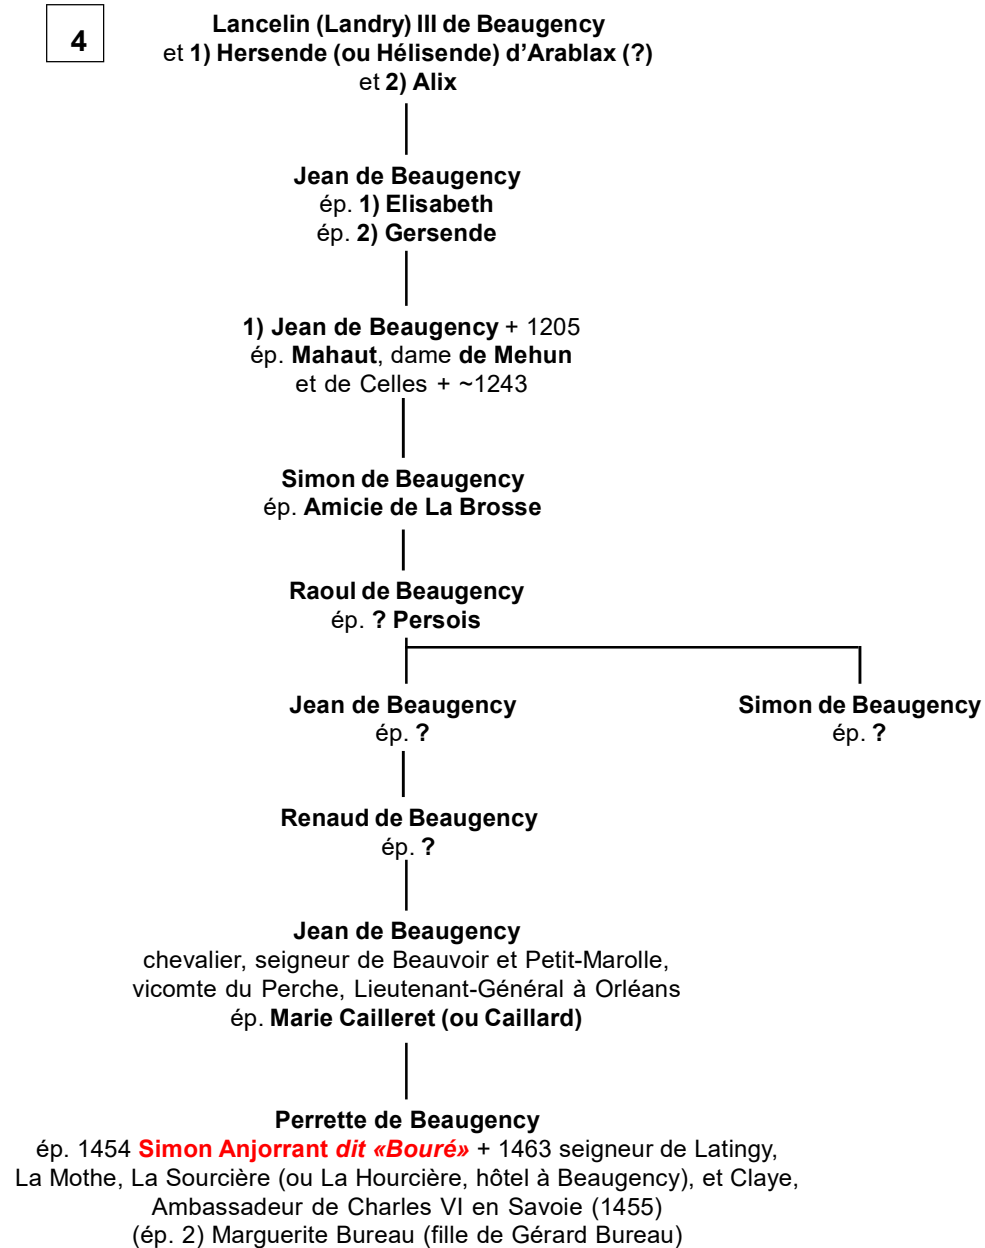 4
Lancelin (Landry) III de Beaugency
et 1) Hersende (ou Hélisende) d’Arablax (?)
et 2) Alix
Jean de Beaugency
ép. 1) Elisabeth
ép. 2) Gersende
1) Jean de Beaugency + 1205
ép. Mahaut, dame de Mehun
et de Celles + ~1243
Simon de Beaugency
ép. Amicie de La Brosse
Raoul de Beaugency
ép. ? Persois
Jean de Beaugency
ép. ?
Simon de Beaugency
ép. ?
Renaud de Beaugency
ép. ?
Jean de Beaugency
chevalier, seigneur de Beauvoir et Petit-Marolle,
vicomte du Perche, Lieutenant-Général à Orléans
ép. Marie Cailleret (ou Caillard)
Perrette de Beaugency
ép. 1454 Simon Anjorrant dit «Bouré» + 1463 seigneur de Latingy,
La Mothe, La Sourcière (ou La Hourcière, hôtel à Beaugency), et Claye,
Ambassadeur de Charles VI en Savoie (1455)
(ép. 2) Marguerite Bureau (fille de Gérard Bureau)